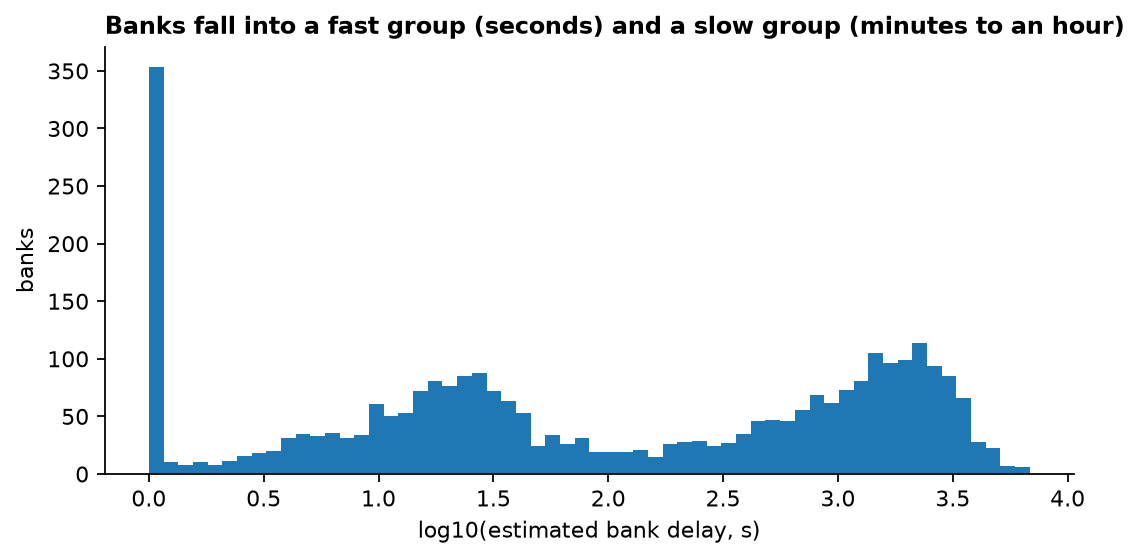 Banks fall into a fast group (seconds) and a slow group (minutes to an hour)
350
300
250
200
150
100
50
0
banks
0.0 0.5 1.0 1.5 2.0 2.5 3.0 3.5 4.0
log10(estimated bank delay, s)